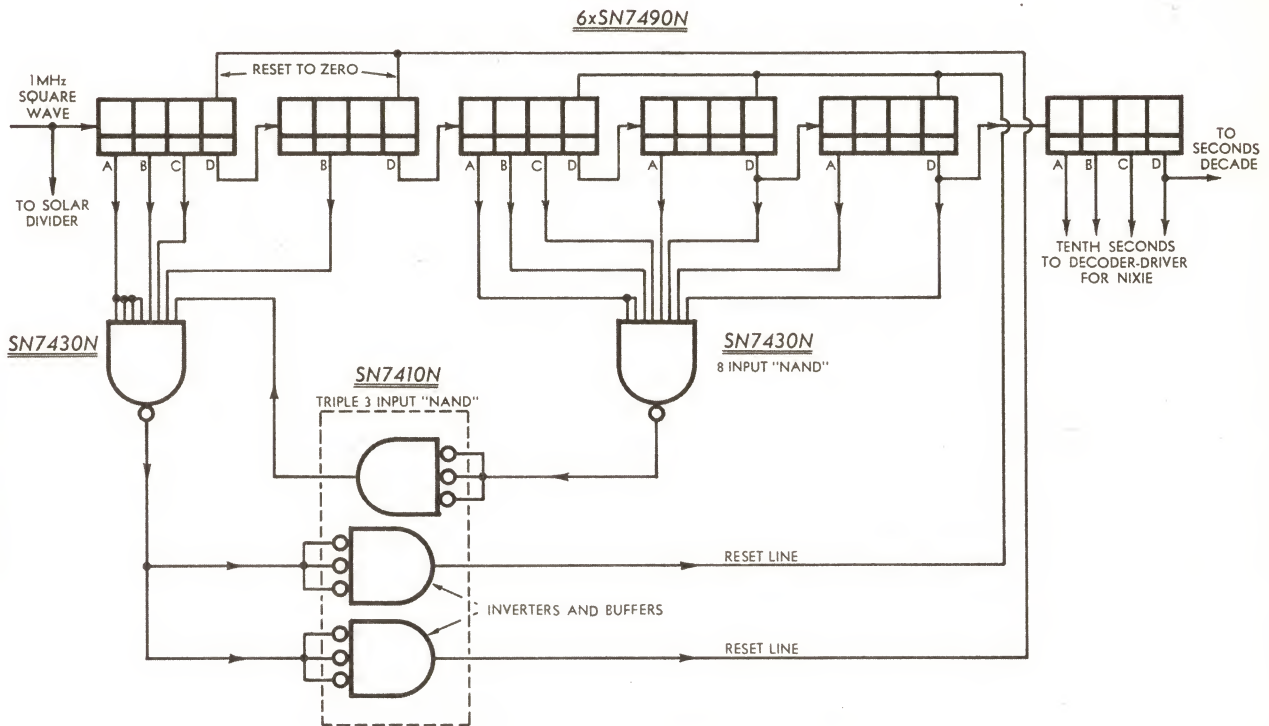 6xSN7490N
1MHz
SQUARE
WAVE
RESET TO ZERO
A B C D
B D
A B C D
A D
A D
A B C D
TO SOLAR
DIVIDER
TO
SECONDS
DECADE
TENTH SECONDS
TO DECODER-DRIVER
FOR NIXIE
SN7430N
SN7430N
8 INPUT "NAND"
SN7410N
TRIPLE 3 INPUT "NAND"
RESET LINE
INVERTERS AND BUFFERS
RESET LINE